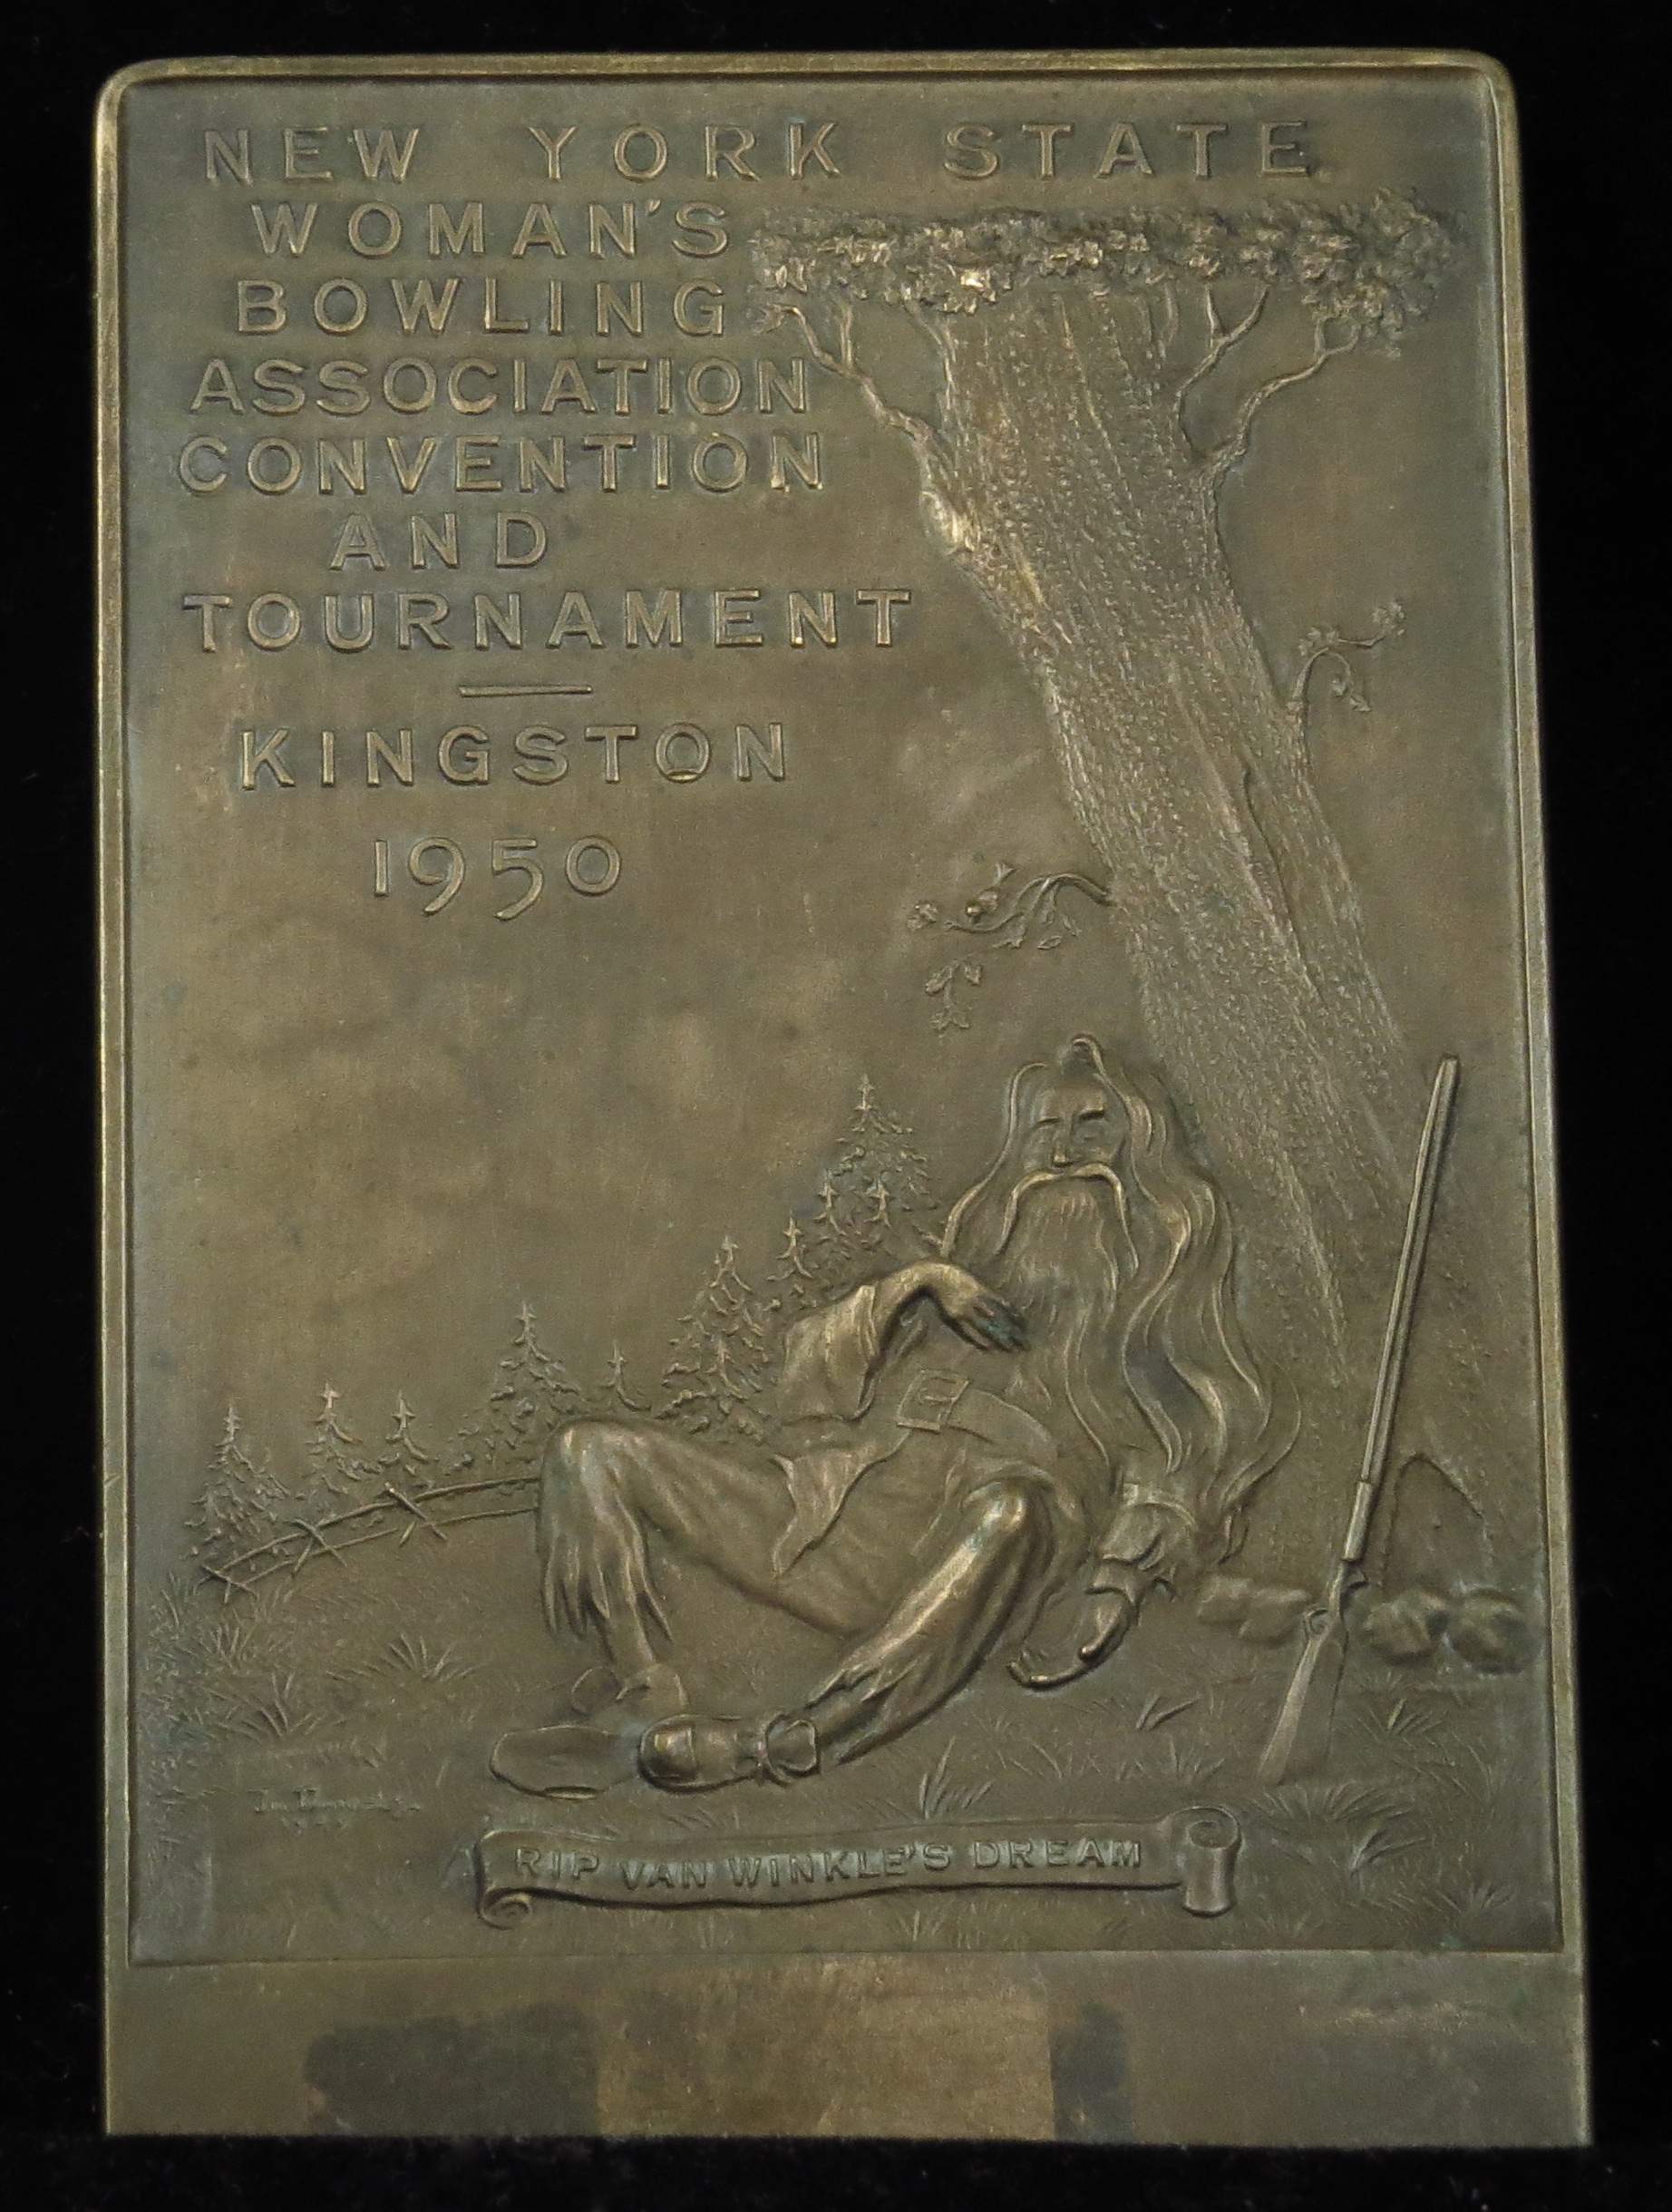 NEW YORK STATE
WOMAN'S
BOWLING
ASSOCIATION
CONVENTION
AND
TOURNAMENT
KINGSTON
1950
RIP VAN WINKLE'S DREAM